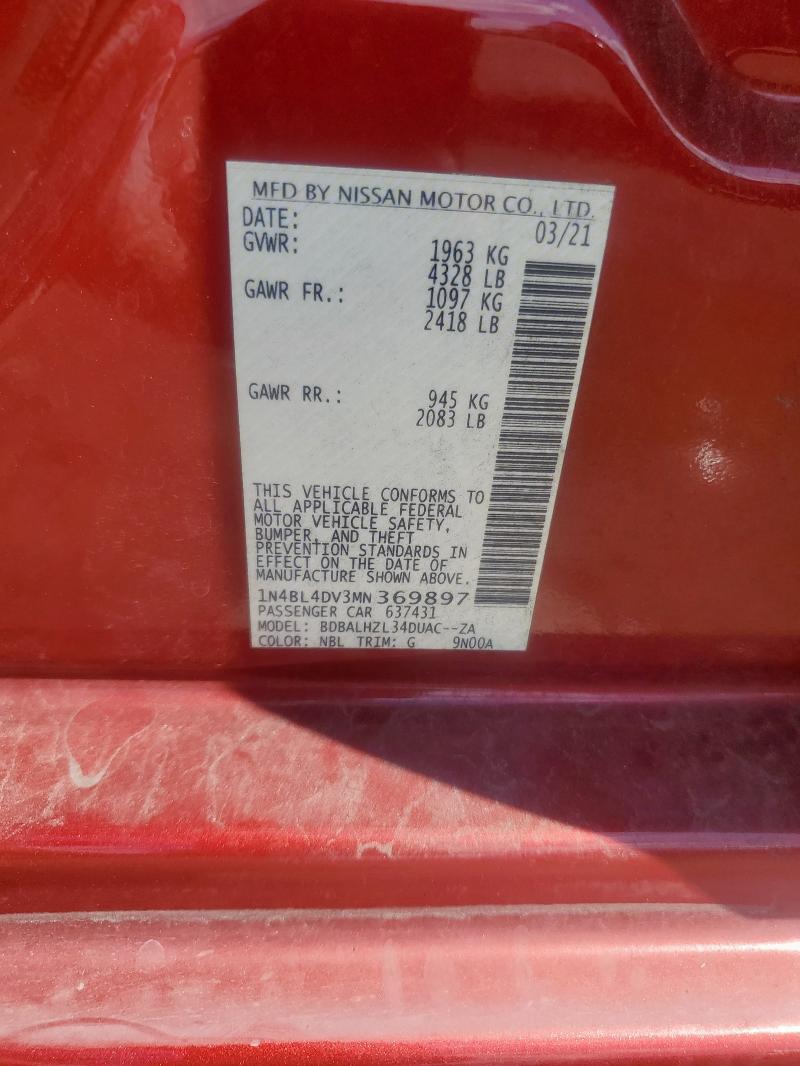 MFD BY NISSAN MOTOR CO., LTD.
DATE: 03/21
GVWR: 1963 KG
4328 LB
GAWR FR.: 1097 KG
2418 LB
GAWR RR.: 945 KG
2083 LB
THIS VEHICLE CONFORMS TO
ALL APPLICABLE FEDERAL
MOTOR VEHICLE SAFETY,
BUMPER, AND THEFT
PREVENTION STANDARDS IN
EFFECT ON THE DATE OF
MANUFACTURE SHOWN ABOVE.
1N4BL4DV3MN369897
PASSENGER CAR 637431
MODEL: BDBALHZL34DUAC--ZA
COLOR: NBL TRIM: G 9N00A